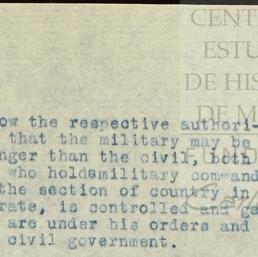 CENT
ESTU
DE HIS
DE M
ow the respective authori-
that the military may be
nger than the civil, both
who holdsmilitary command
the section of country in
rate, is controlled and ga
are under his orders and
civil government.